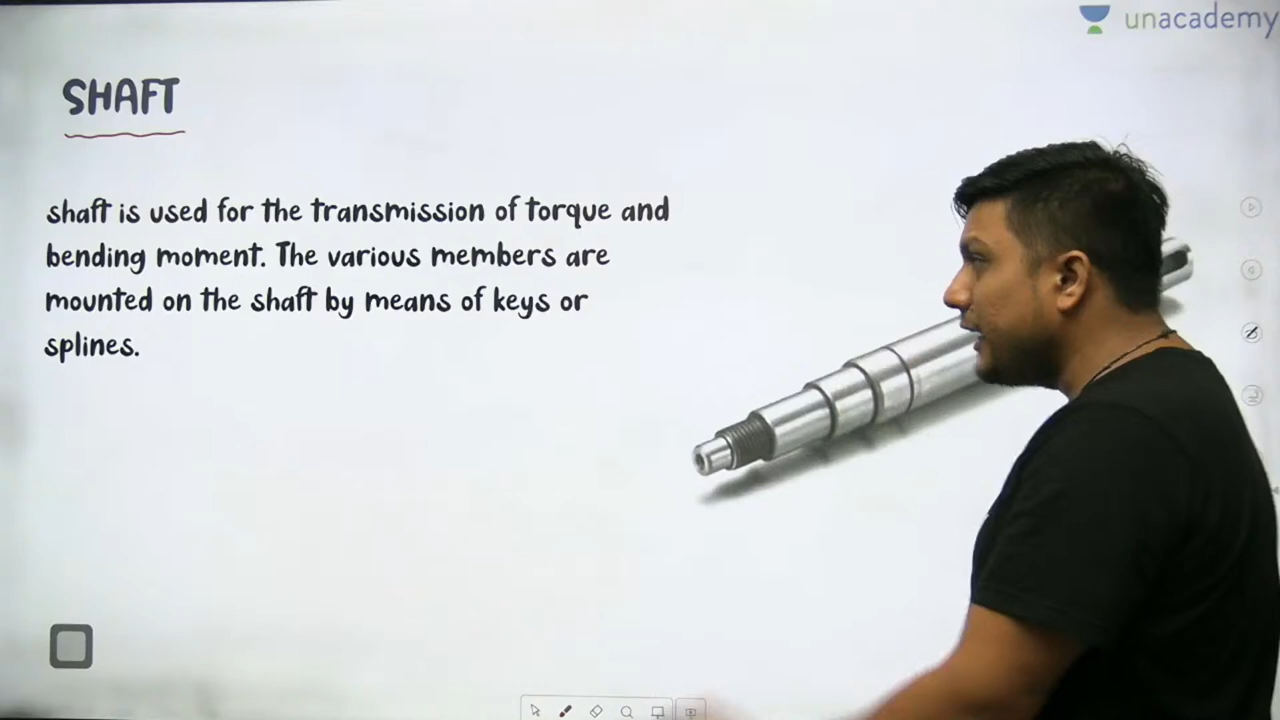 unacademy
SHAFT
shaft is used for the transmission of torque and
bending moment. The various members are
mounted on the shaft by means of keys or
splines.